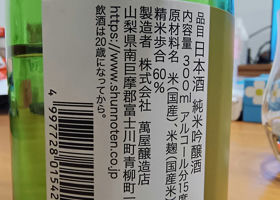 品目 日本酒 純米吟醸酒
内容量 300ml アルコール分15度
原材料名 米(国産)、米麹(国産米)
精米歩合 60%
製造者 株式会社 萬屋醸造店
山梨県南巨摩郡富士川町青柳町一
https://www.shunnoten.co.jp
飲酒は20歳になってから。
499772801542